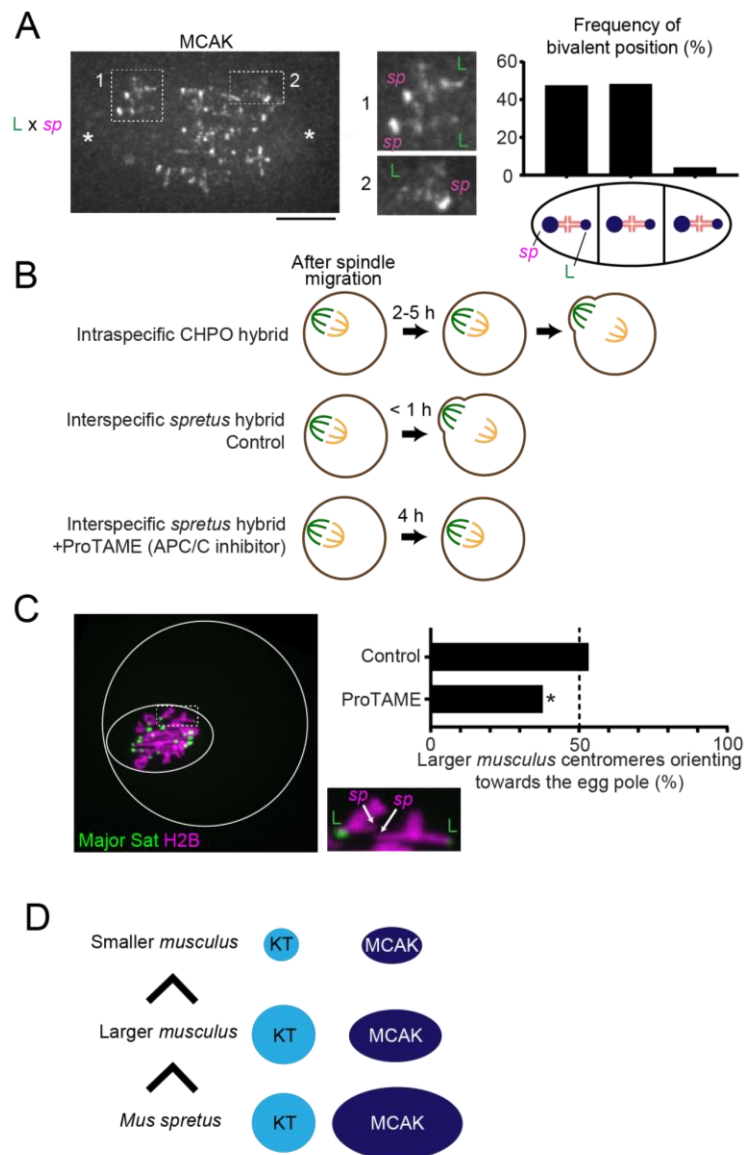 A
MCAK
L x sp
1
2
*
*
1
sp
L
sp
L
2
L
sp
Frequency of
bivalent position (%)
60
40
20
0
sp
L
B
After spindle
migration
Intraspecific CHPO hybrid
2-5 h
Interspecific spretus hybrid
Control
< 1 h
Interspecific spretus hybrid
+ProTAME (APC/C inhibitor)
4 h
C
Major Sat H2B
L
sp
sp
L
Control
ProTAME
*
0
50
100
Larger musculus centromeres orienting
towards the egg pole (%)
D
Smaller musculus
KT
MCAK
Larger musculus
KT
MCAK
Mus spretus
KT
MCAK